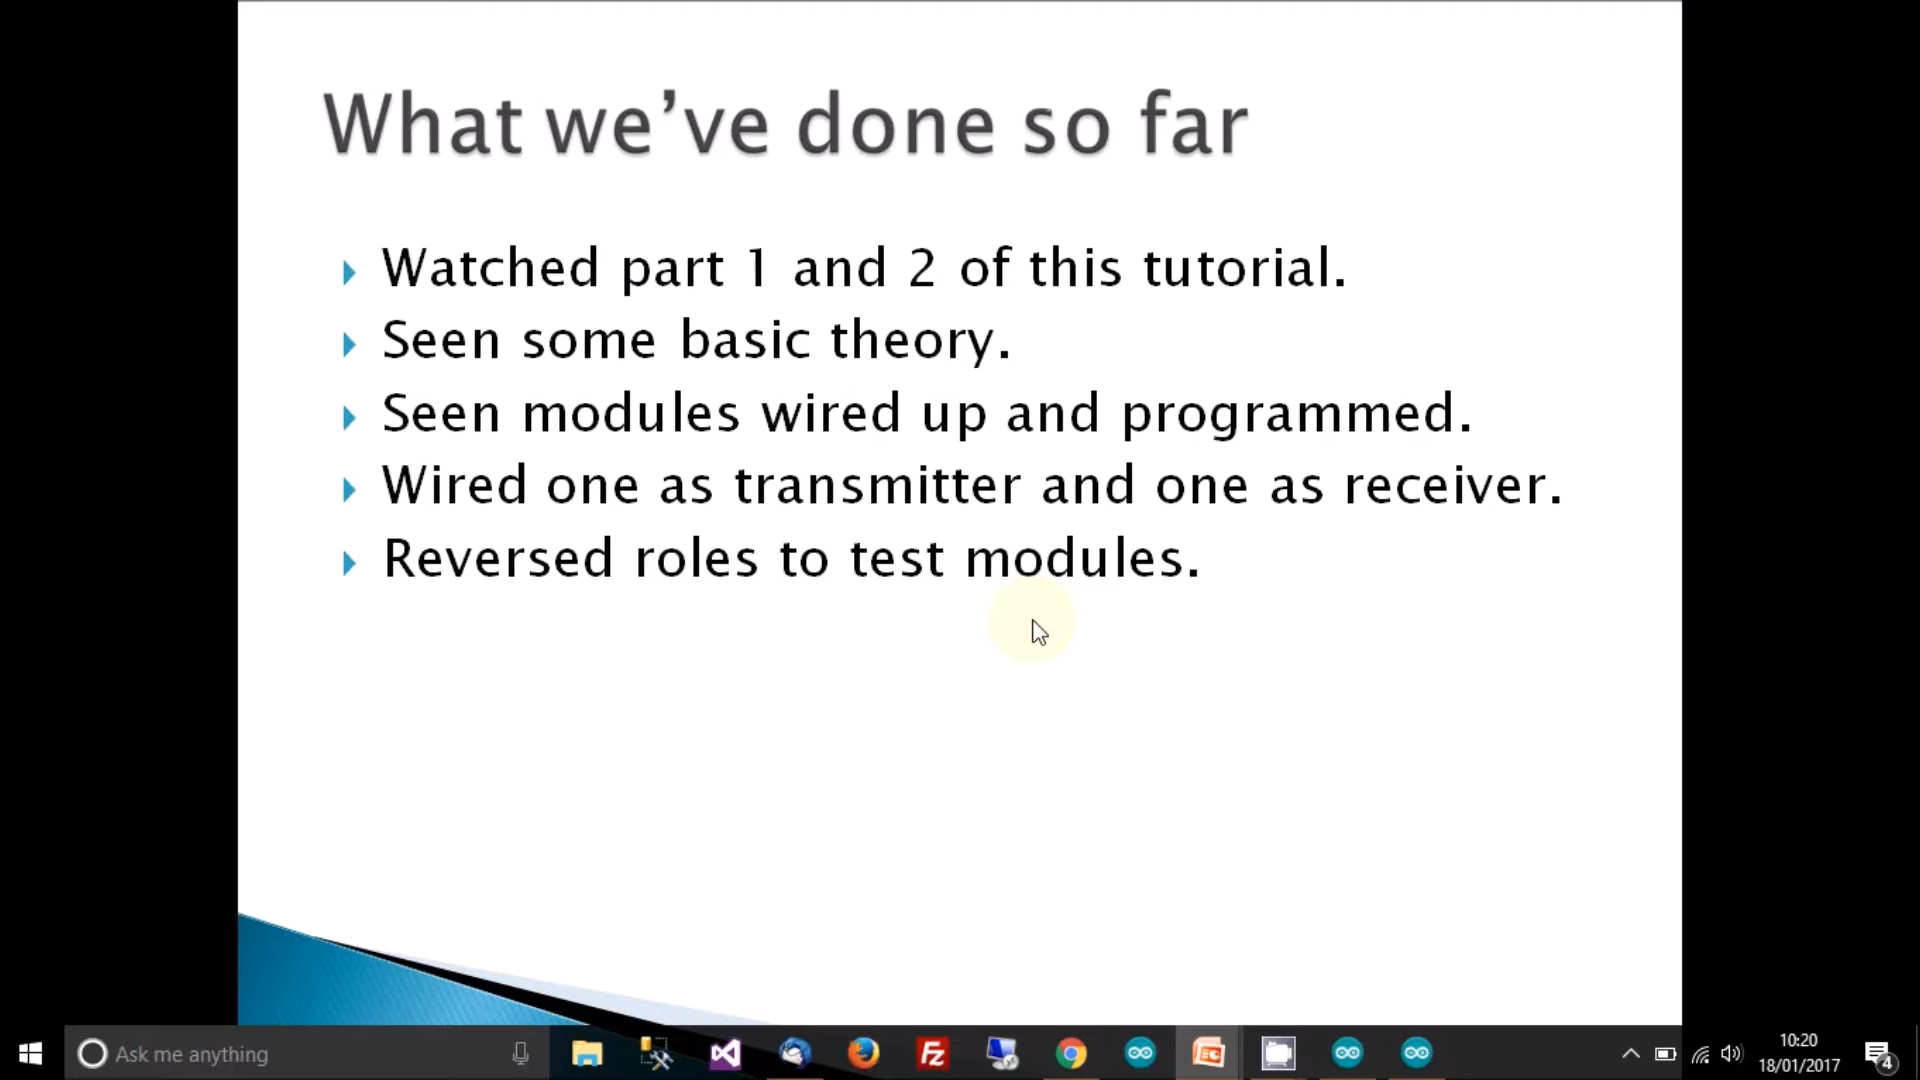 What we’ve done so far
Watched part 1 and 2 of this tutorial.
Seen some basic theory.
Seen modules wired up and programmed.
Wired one as transmitter and one as receiver.
Reversed roles to test modules.
Ask me anything
10:20
18/01/2017
4